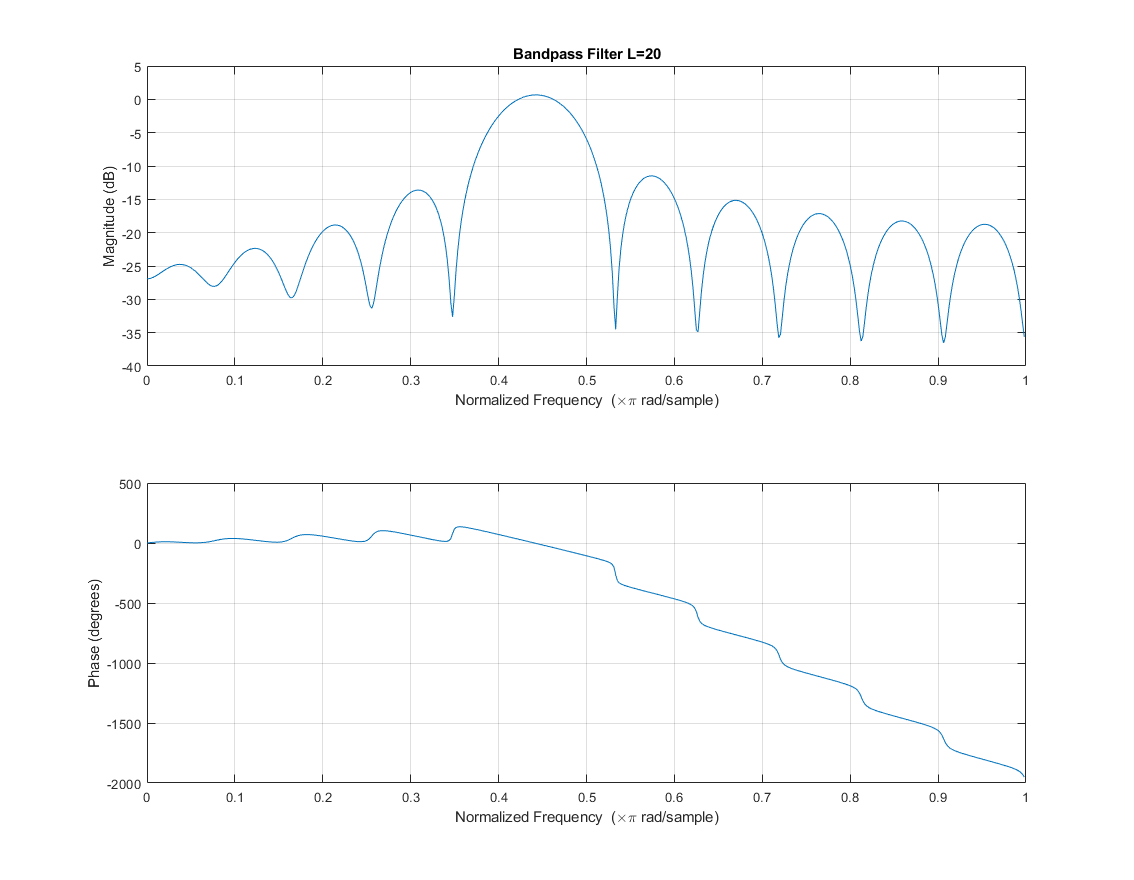 Bandpass Filter L=20
5
0
-5
-10
-15
-20
-25
-30
-35
-40
Magnitude (dB)
0 0.1 0.2 0.3 0.4 0.5 0.6 0.7 0.8 0.9 1
Normalized Frequency (×π rad/sample)
500
0
-500
-1000
-1500
-2000
Phase (degrees)
0 0.1 0.2 0.3 0.4 0.5 0.6 0.7 0.8 0.9 1
Normalized Frequency (×π rad/sample)